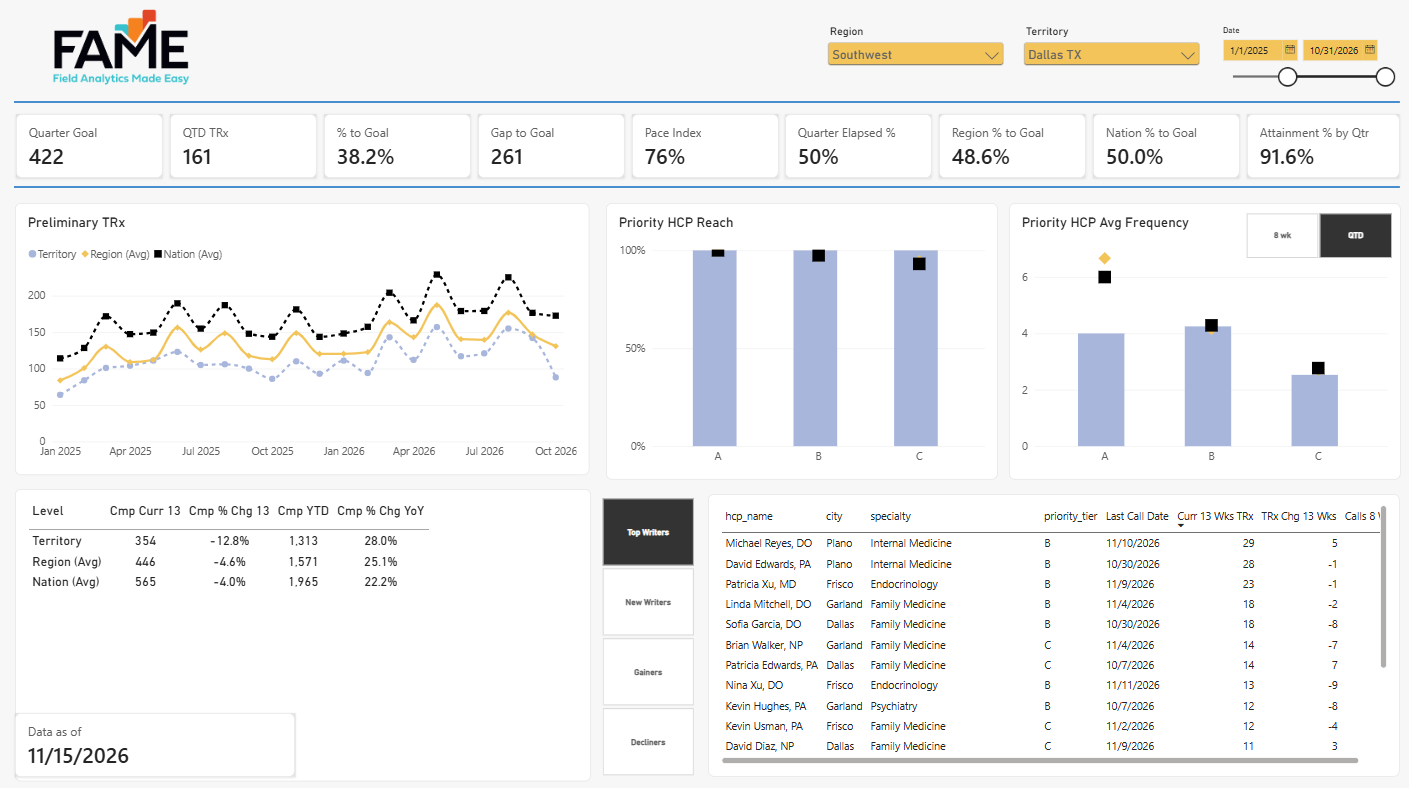 FAME
Field Analytics Made Easy
Region
Southwest
Territory
Dallas TX
Date
1/1/2025
10/31/2026
Quarter Goal
422
QTD TRx
161
% to Goal
38.2%
Gap to Goal
261
Pace Index
76%
Quarter Elapsed %
50%
Region % to Goal
48.6%
Nation % to Goal
50.0%
Attainment % by Qtr
91.6%
Preliminary TRx
Territory Region (Avg) Nation (Avg)
200
150
100
50
0
Jan 2025 Apr 2025 Jul 2025 Oct 2025 Jan 2026 Apr 2026 Jul 2026 Oct 2026
Priority HCP Reach
100%
50%
0%
A B C
Priority HCP Avg Frequency
8 wk
QTD
6
4
2
0
A B C
Level Cmp Curr 13 Cmp % Chg 13 Cmp YTD Cmp % Chg YoY
Territory 354 -12.8% 1,313 28.0%
Region (Avg) 446 -4.6% 1,571 25.1%
Nation (Avg) 565 -4.0% 1,965 22.2%
Data as of
11/15/2026
Top Writers
New Writers
Gainers
Decliners
hcp_name city specialty priority_tier Last Call Date Curr 13 Wks TRx TRx Chg 13 Wks Calls 8
Michael Reyes, DO Plano Internal Medicine B 11/10/2026 29 5
David Edwards, PA Plano Internal Medicine B 10/30/2026 28 -1
Patricia Xu, MD Frisco Endocrinology B 11/9/2026 23 -1
Linda Mitchell, DO Garland Family Medicine B 11/4/2026 18 -2
Sofia Garcia, DO Dallas Family Medicine B 10/30/2026 18 -8
Brian Walker, NP Garland Family Medicine C 11/4/2026 14 -7
Patricia Edwards, PA Dallas Family Medicine C 10/7/2026 14 7
Nina Xu, DO Frisco Endocrinology B 11/11/2026 13 -9
Kevin Hughes, PA Garland Psychiatry B 10/7/2026 12 -8
Kevin Usman, PA Frisco Family Medicine C 11/2/2026 12 -4
David Diaz, NP Dallas Family Medicine C 11/9/2026 11 3